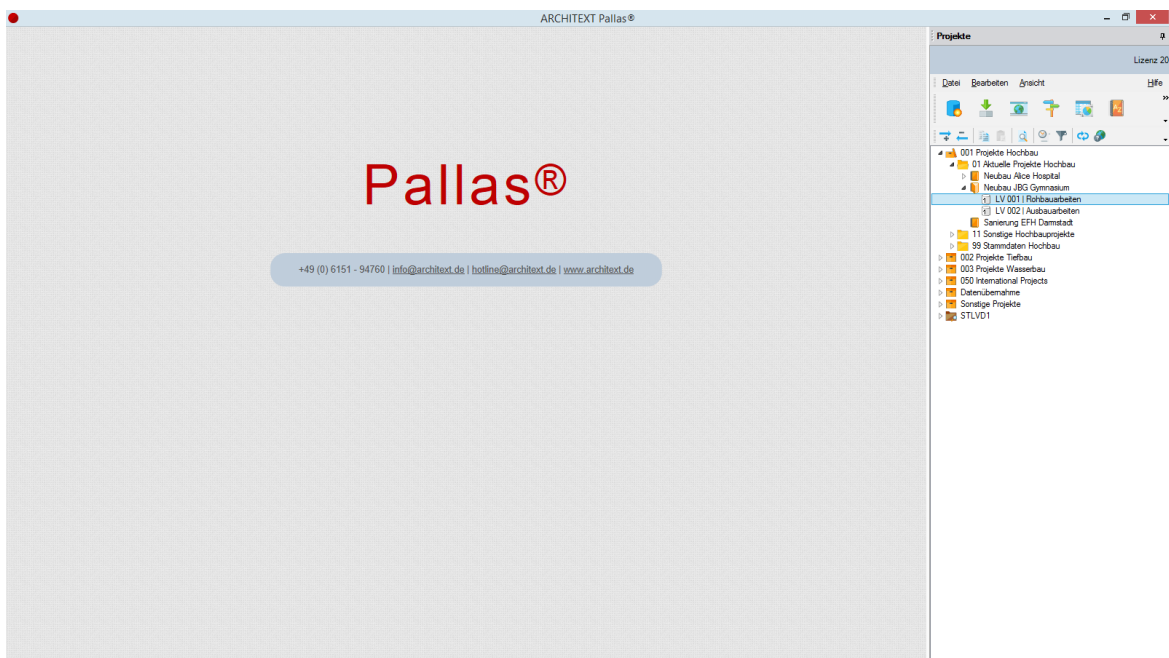 ARCHITEXT Pallas®
Projekte
Lizenz 20
Datei Bearbeiten Ansicht Hilfe
001 Projekte Hochbau
01 Aktuelle Projekte Hochbau
Neubau Alice Hospital
Neubau JBG Gymnasium
LV 001 | Rohbauarbeiten
LV 002 | Ausbauarbeiten
Sanierung EFH Darmstadt
11 Sonstige Hochbauprojekte
99 Stammdaten Hochbau
002 Projekte Tiefbau
003 Projekte Wasserbau
050 International Projects
Datenübernahme
Sonstige Projekte
STLVD1
Pallas®
+49 (0) 6151 - 94760 | info@architext.de | hotline@architext.de | www.architext.de